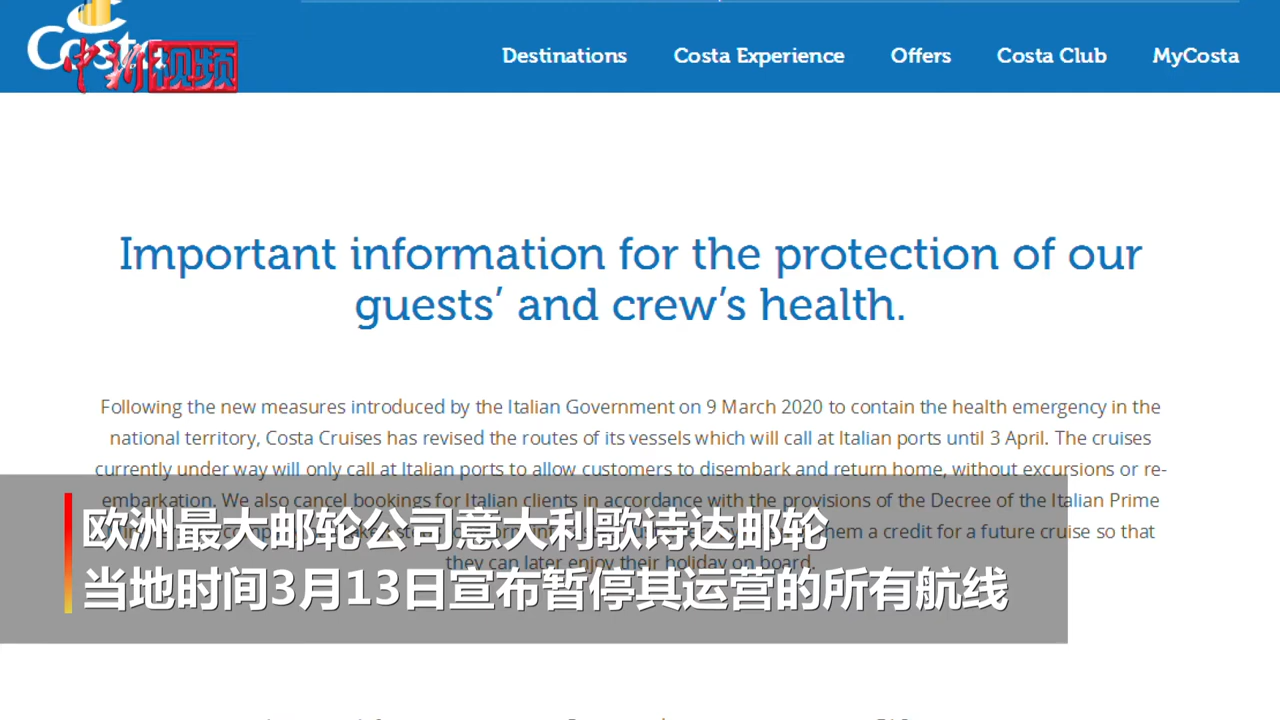 Costa
中新视频
Destinations
Costa Experience
Offers
Costa Club
MyCosta
Important information for the protection of our
guests’ and crew’s health.
Following the new measures introduced by the Italian Government on 9 March 2020 to contain the health emergency in the
national territory, Costa Cruises has revised the routes of its vessels which will call at Italian ports until 3 April. The cruises
currently under way will only call at Italian ports to allow customers to disembark and return home, without excursions or re-
embarkation. We also cancel bookings for Italian clients in accordance with the provisions of the Decree of the Italian Prime
them a credit for a future cruise so that
they can later enjoy their holiday on board.
欧洲最大邮轮公司意大利歌诗达邮轮
当地时间3月13日宣布暂停其运营的所有航线